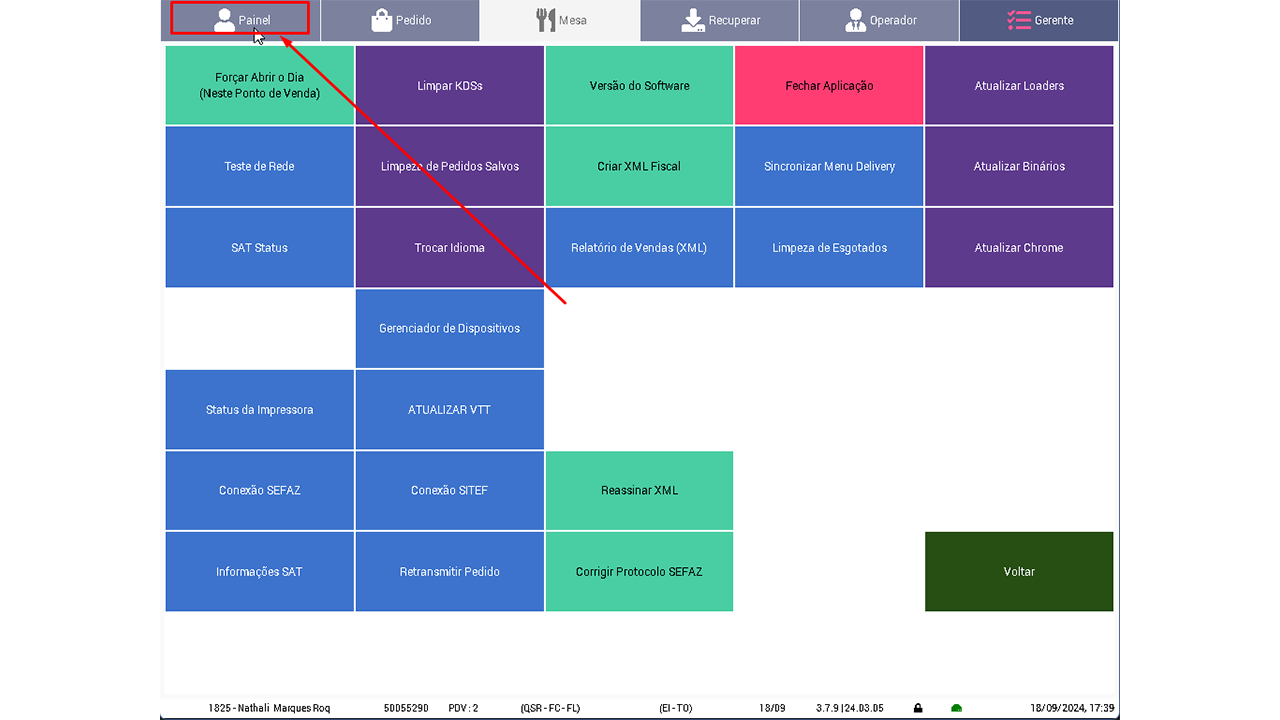 Painel
Pedido
Mesa
Recuperar
Operador
Gerente
Forçar Abrir o Dia
(Neste Ponto de Venda)
Limpar KDSs
Versão do Software
Fechar Aplicação
Atualizar Loaders
Teste de Rede
Limpeza de Pedidos Salvos
Criar XML Fiscal
Sincronizar Menu Delivery
Atualizar Binários
SAT Status
Trocar Idioma
Relatório de Vendas (XML)
Limpeza de Esgotados
Atualizar Chrome
Gerenciador de Dispositivos
Status da Impressora
ATUALIZAR VTT
Conexão SEFAZ
Conexão SITEF
Reassinar XML
Informações SAT
Retransmitir Pedido
Corrigir Protocolo SEFAZ
Voltar
1825 - Nathali Marques Roq
50055290
PDV : 2
(QSR - FC - FL)
(EI - TO)
18/09
3.7.9 | 24.03.05
18/09/2024, 17:39